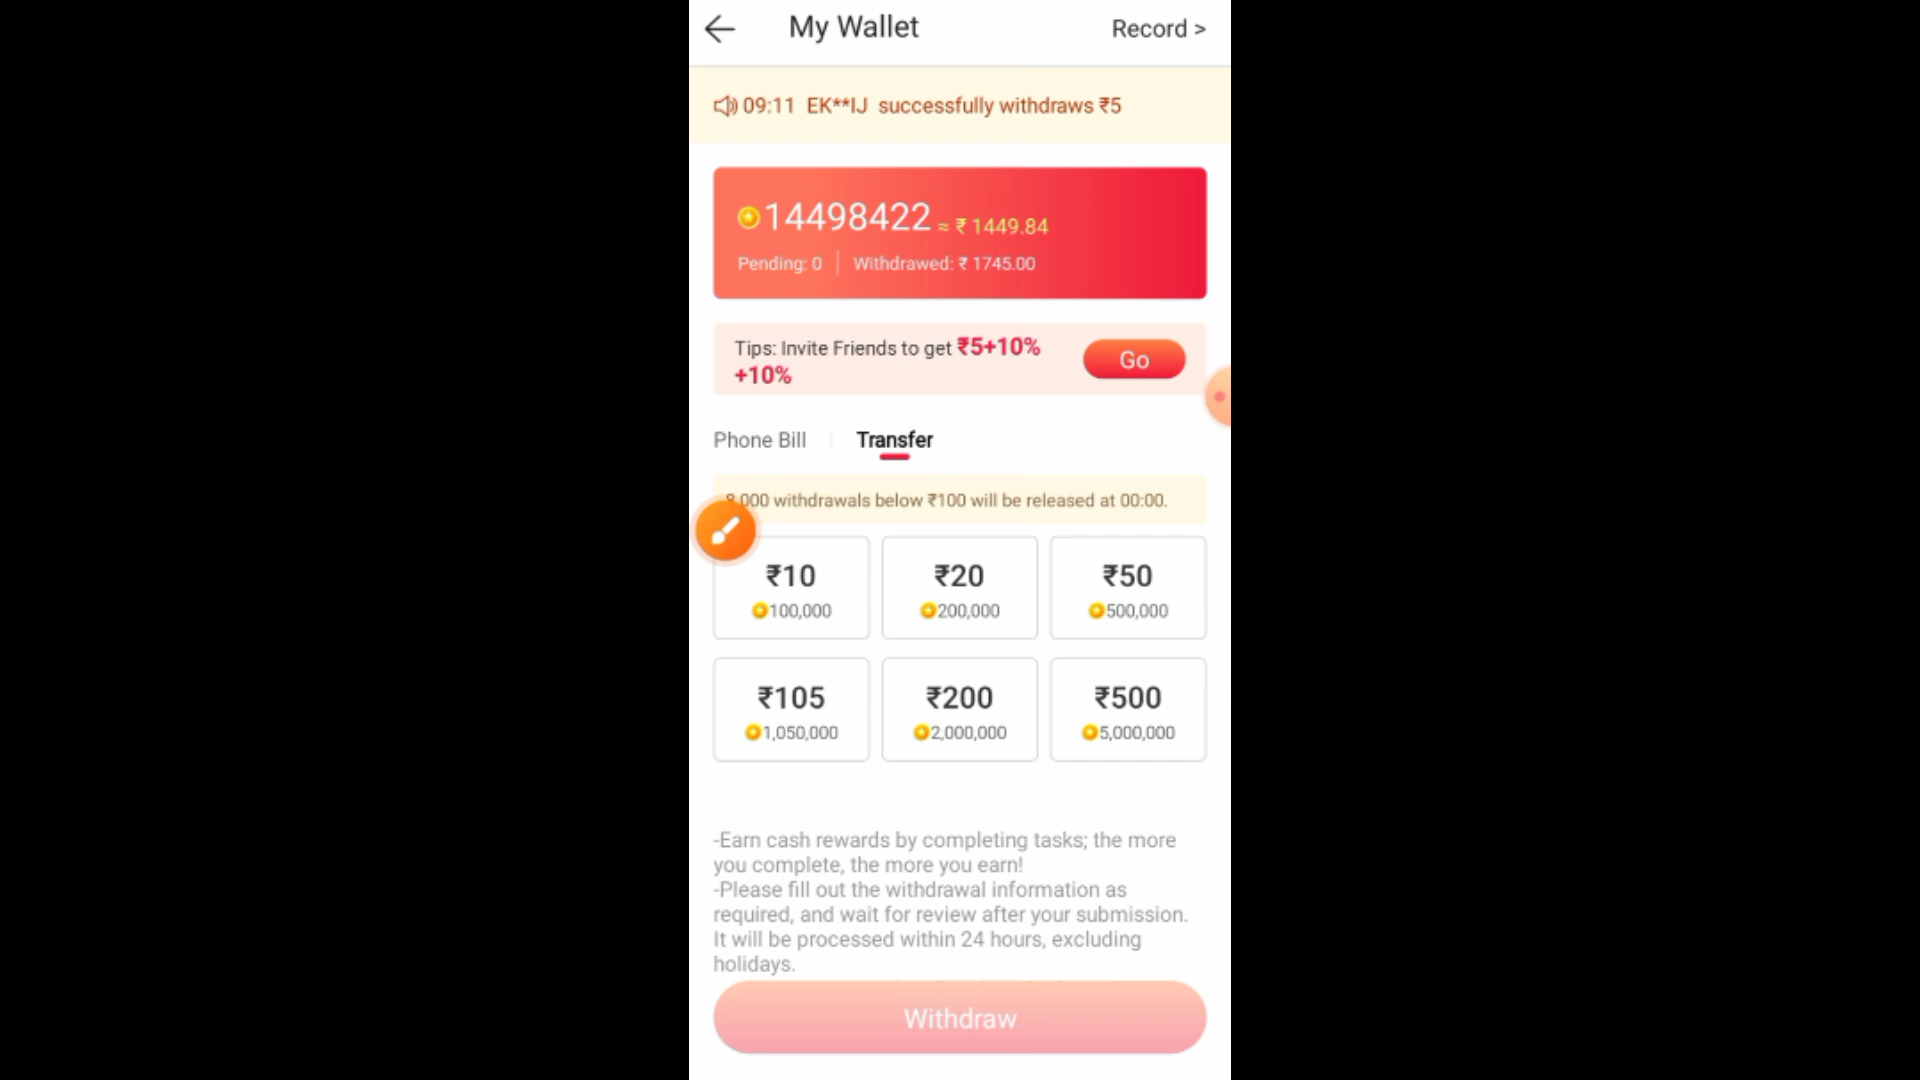 My Wallet
Record >
09:11 EK**IJ successfully withdraws ₹5
14498422 ≈ ₹ 1449.84
Pending: 0 | Withdrawed: ₹ 1745.00
Tips: Invite Friends to get ₹5+10%
+10%
Go
Phone Bill
Transfer
8,000 withdrawals below ₹100 will be released at 00:00.
₹10
100,000
₹20
200,000
₹50
500,000
₹105
1,050,000
₹200
2,000,000
₹500
5,000,000
-Earn cash rewards by completing tasks; the more
you complete, the more you earn!
-Please fill out the withdrawal information as
required, and wait for review after your submission.
It will be processed within 24 hours, excluding
holidays.
Withdraw